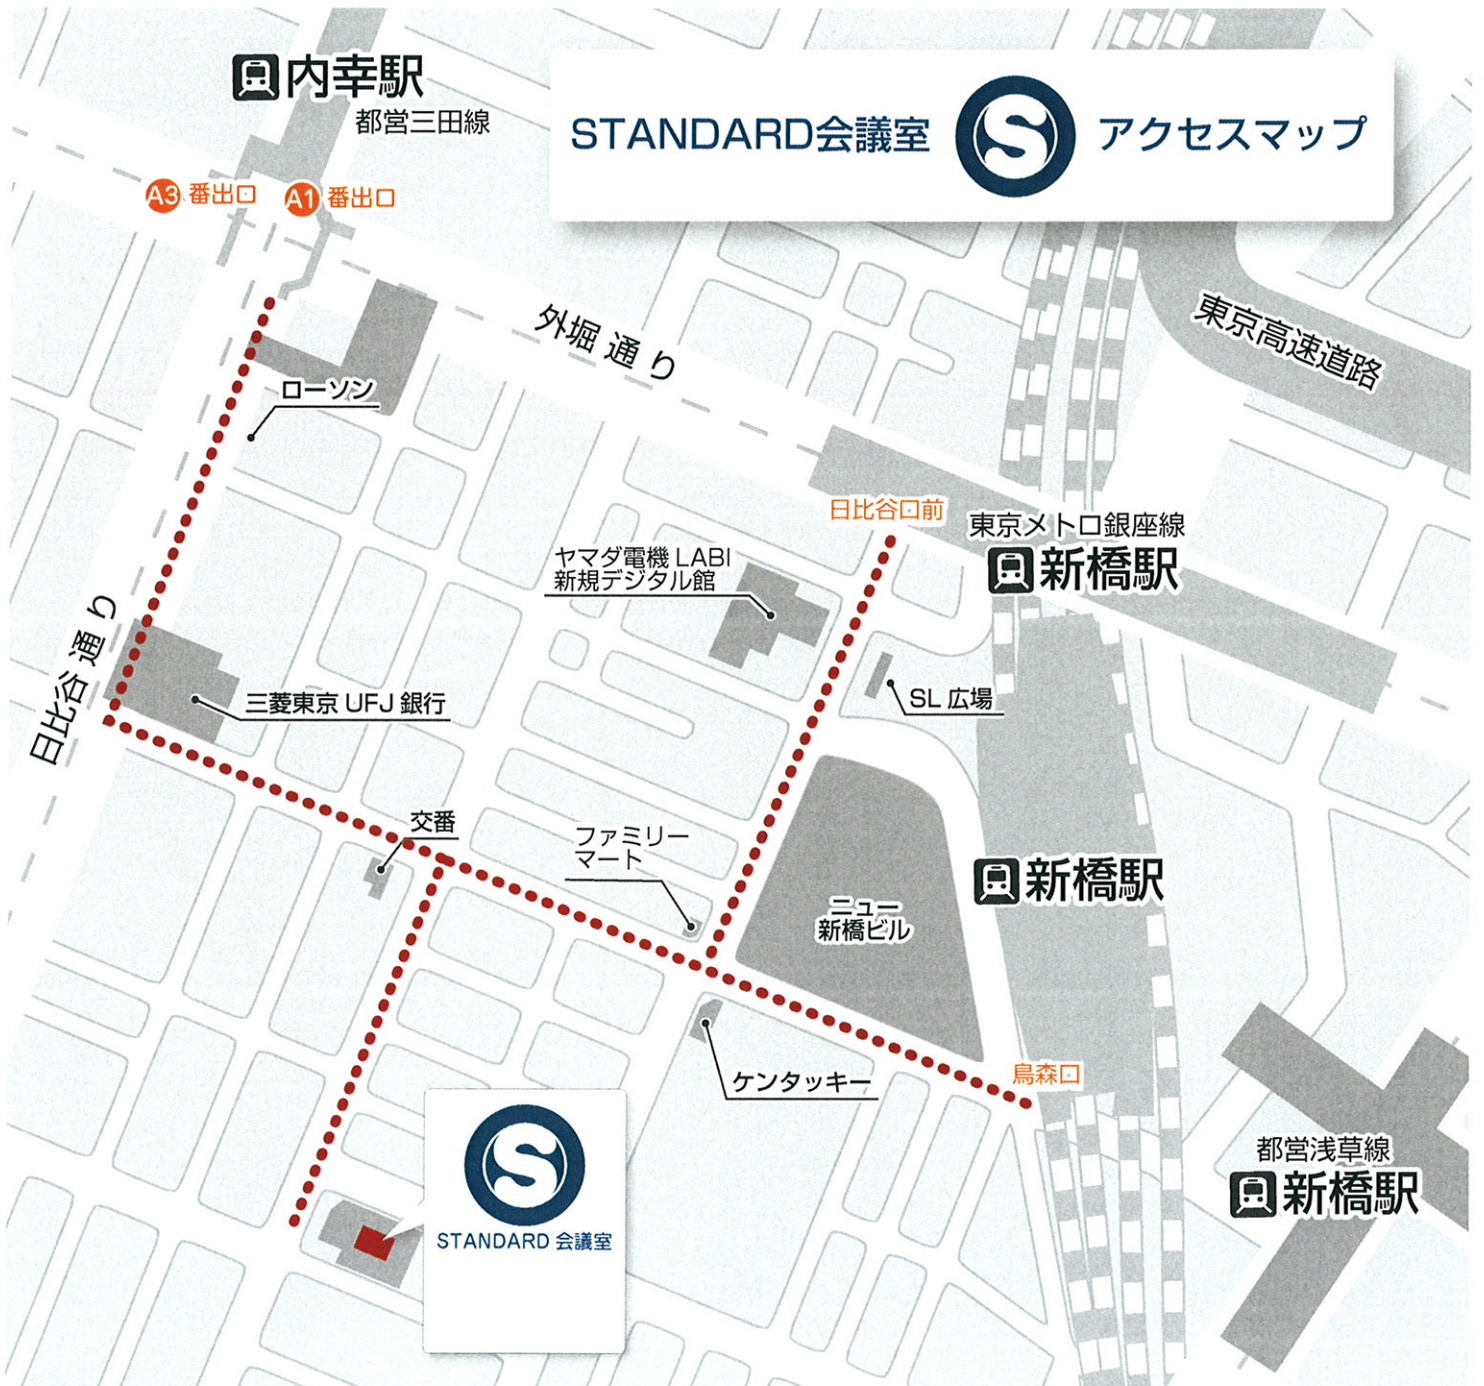 内幸駅
都営三田線
STANDARD会議室
S
アクセスマップ
A3 番出口
A1 番出口
外堀通り
東京高速道路
ローソン
日比谷口前
東京メトロ銀座線
新橋駅
ヤマダ電機 LABI
新規デジタル館
日比谷通り
SL 広場
三菱東京 UFJ 銀行
交番
ファミリー
マート
新橋駅
ニュー
新橋ビル
ケンタッキー
烏森口
都営浅草線
新橋駅
S
STANDARD 会議室